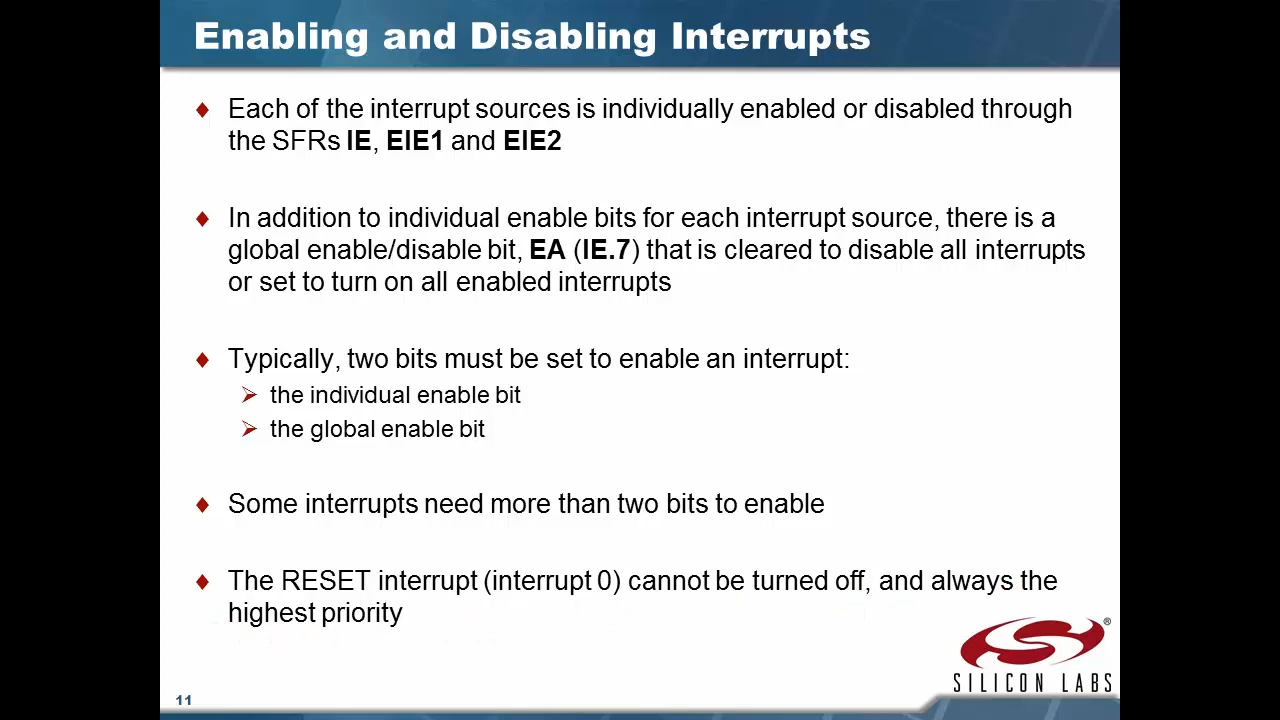 Enabling and Disabling Interrupts
♦ Each of the interrupt sources is individually enabled or disabled through
the SFRs IE, EIE1 and EIE2
♦ In addition to individual enable bits for each interrupt source, there is a
global enable/disable bit, EA (IE.7) that is cleared to disable all interrupts
or set to turn on all enabled interrupts
♦ Typically, two bits must be set to enable an interrupt:
➢ the individual enable bit
➢ the global enable bit
♦ Some interrupts need more than two bits to enable
♦ The RESET interrupt (interrupt 0) cannot be turned off, and always the
highest priority
®
SILICON LABS
11